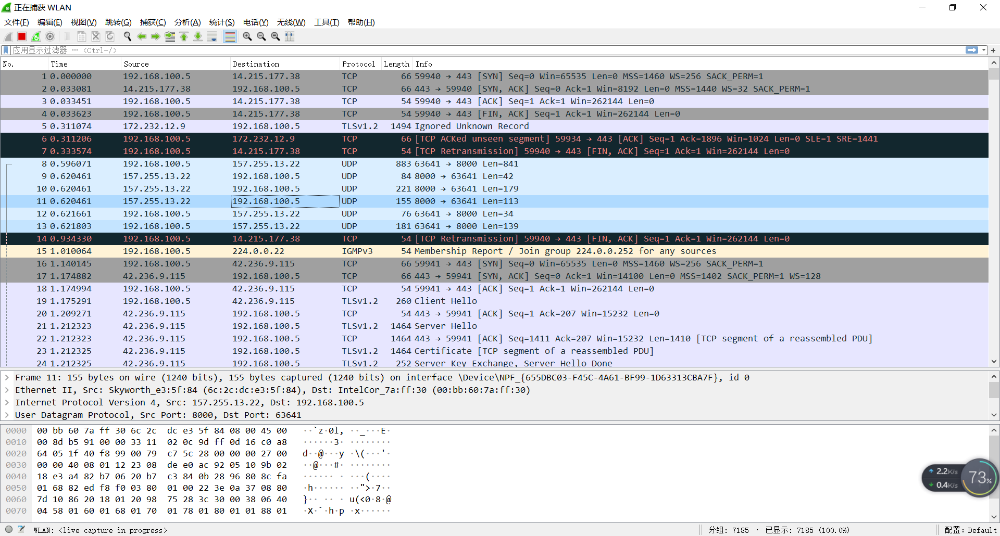 正在捕获 WLAN
文件(F) 编辑(E) 视图(V) 跳转(G) 捕获(C) 分析(A) 统计(S) 电话(Y) 无线(W) 工具(T) 帮助(H)
应用显示过滤器 … <Ctrl-/>
No. Time Source Destination Protocol Length Info
1 0.000000 192.168.100.5 14.215.177.38 TCP 66 59940 → 443 [SYN] Seq=0 Win=65535 Len=0 MSS=1460 WS=256 SACK_PERM=1
2 0.033081 14.215.177.38 192.168.100.5 TCP 66 443 → 59940 [SYN, ACK] Seq=0 Ack=1 Win=8192 Len=0 MSS=1440 WS=32 SACK_PERM=1
3 0.033451 192.168.100.5 14.215.177.38 TCP 54 59940 → 443 [ACK] Seq=1 Ack=1 Win=262144 Len=0
4 0.033623 192.168.100.5 14.215.177.38 TCP 54 59940 → 443 [FIN, ACK] Seq=1 Ack=1 Win=262144 Len=0
5 0.311074 172.232.12.9 192.168.100.5 TLSv1.2 1494 Ignored Unknown Record
6 0.311206 192.168.100.5 172.232.12.9 TCP 66 [TCP ACKed unseen segment] 59934 → 443 [ACK] Seq=1 Ack=1896 Win=1024 Len=0 SLE=1 SRE=1441
7 0.333574 192.168.100.5 14.215.177.38 TCP 54 [TCP Retransmission] 59940 → 443 [FIN, ACK] Seq=1 Ack=1 Win=262144 Len=0
8 0.596071 192.168.100.5 157.255.13.22 UDP 883 63641 → 8000 Len=841
9 0.620461 157.255.13.22 192.168.100.5 UDP 84 8000 → 63641 Len=42
10 0.620461 157.255.13.22 192.168.100.5 UDP 221 8000 → 63641 Len=179
11 0.620461 157.255.13.22 192.168.100.5 UDP 155 8000 → 63641 Len=113
12 0.621661 192.168.100.5 157.255.13.22 UDP 76 63641 → 8000 Len=34
13 0.621803 192.168.100.5 157.255.13.22 UDP 181 63641 → 8000 Len=139
14 0.934330 192.168.100.5 14.215.177.38 TCP 54 [TCP Retransmission] 59940 → 443 [FIN, ACK] Seq=1 Ack=1 Win=262144 Len=0
15 1.010064 192.168.100.5 224.0.0.22 IGMPv3 54 Membership Report / Join group 224.0.0.252 for any sources
16 1.140145 192.168.100.5 42.236.9.115 TCP 66 59941 → 443 [SYN] Seq=0 Win=65535 Len=0 MSS=1460 WS=256 SACK_PERM=1
17 1.174882 42.236.9.115 192.168.100.5 TCP 66 443 → 59941 [SYN, ACK] Seq=0 Ack=1 Win=14100 Len=0 MSS=1402 SACK_PERM=1 WS=128
18 1.174994 192.168.100.5 42.236.9.115 TCP 54 59941 → 443 [ACK] Seq=1 Ack=1 Win=262144 Len=0
19 1.175291 192.168.100.5 42.236.9.115 TLSv1.2 260 Client Hello
20 1.209271 42.236.9.115 192.168.100.5 TCP 54 443 → 59941 [ACK] Seq=1 Ack=207 Win=15232 Len=0
21 1.212323 42.236.9.115 192.168.100.5 TLSv1.2 1464 Server Hello
22 1.212323 42.236.9.115 192.168.100.5 TCP 1464 443 → 59941 [ACK] Seq=1411 Ack=207 Win=15232 Len=1410 [TCP segment of a reassembled PDU]
23 1.212325 42.236.9.115 192.168.100.5 TLSv1.2 1464 Certificate [TCP segment of a reassembled PDU]
24 1.212325 42.236.9.115 192.168.100.5 TLSv1.2 252 Server Key Exchange, Server Hello Done
Frame 11: 155 bytes on wire (1240 bits), 155 bytes captured (1240 bits) on interface \Device\NPF_{655DBC03-F45C-4A61-BF99-1D63313CBA7F}, id 0
Ethernet II, Src: Skyworth_e3:5f:84 (6c:2c:dc:e3:5f:84), Dst: IntelCor_7a:ff:30 (00:bb:60:7a:ff:30)
Internet Protocol Version 4, Src: 157.255.13.22, Dst: 192.168.100.5
User Datagram Protocol, Src Port: 8000, Dst Port: 63641
0000 00 bb 60 7a ff 30 6c 2c dc e3 5f 84 08 00 45 00 ··`z·0l, ··_···E·
0010 00 8d b5 91 00 00 33 11 02 0c 9d ff 0d 16 c0 a8 ······3· ········
0020 64 05 1f 40 f8 99 00 79 c7 5c 28 00 00 00 27 00 d··@···y ·\(···'·
0030 00 00 40 08 01 12 23 08 de e0 ac 92 05 10 9b 02 ··@···#· ········
0040 18 e3 a4 82 b7 06 20 b7 c3 84 0b 28 96 80 8c fa ······ · ···(····
0050 01 68 82 ed f8 f0 03 80 01 00 22 3e 0a 37 08 80 ·h······ ··">·7··
0060 7d 10 86 20 18 01 20 98 75 28 3c 30 00 38 06 40 }·· ·· · u(<0·8·@
0070 04 58 01 60 01 68 01 70 01 78 01 80 01 01 88 01 ·X·`·h·p ·x······
2.2K/s
0.4K/s
73%
WLAN: <live capture in progress>
分组: 7185 · 已显示: 7185 (100.0%)
配置: Default